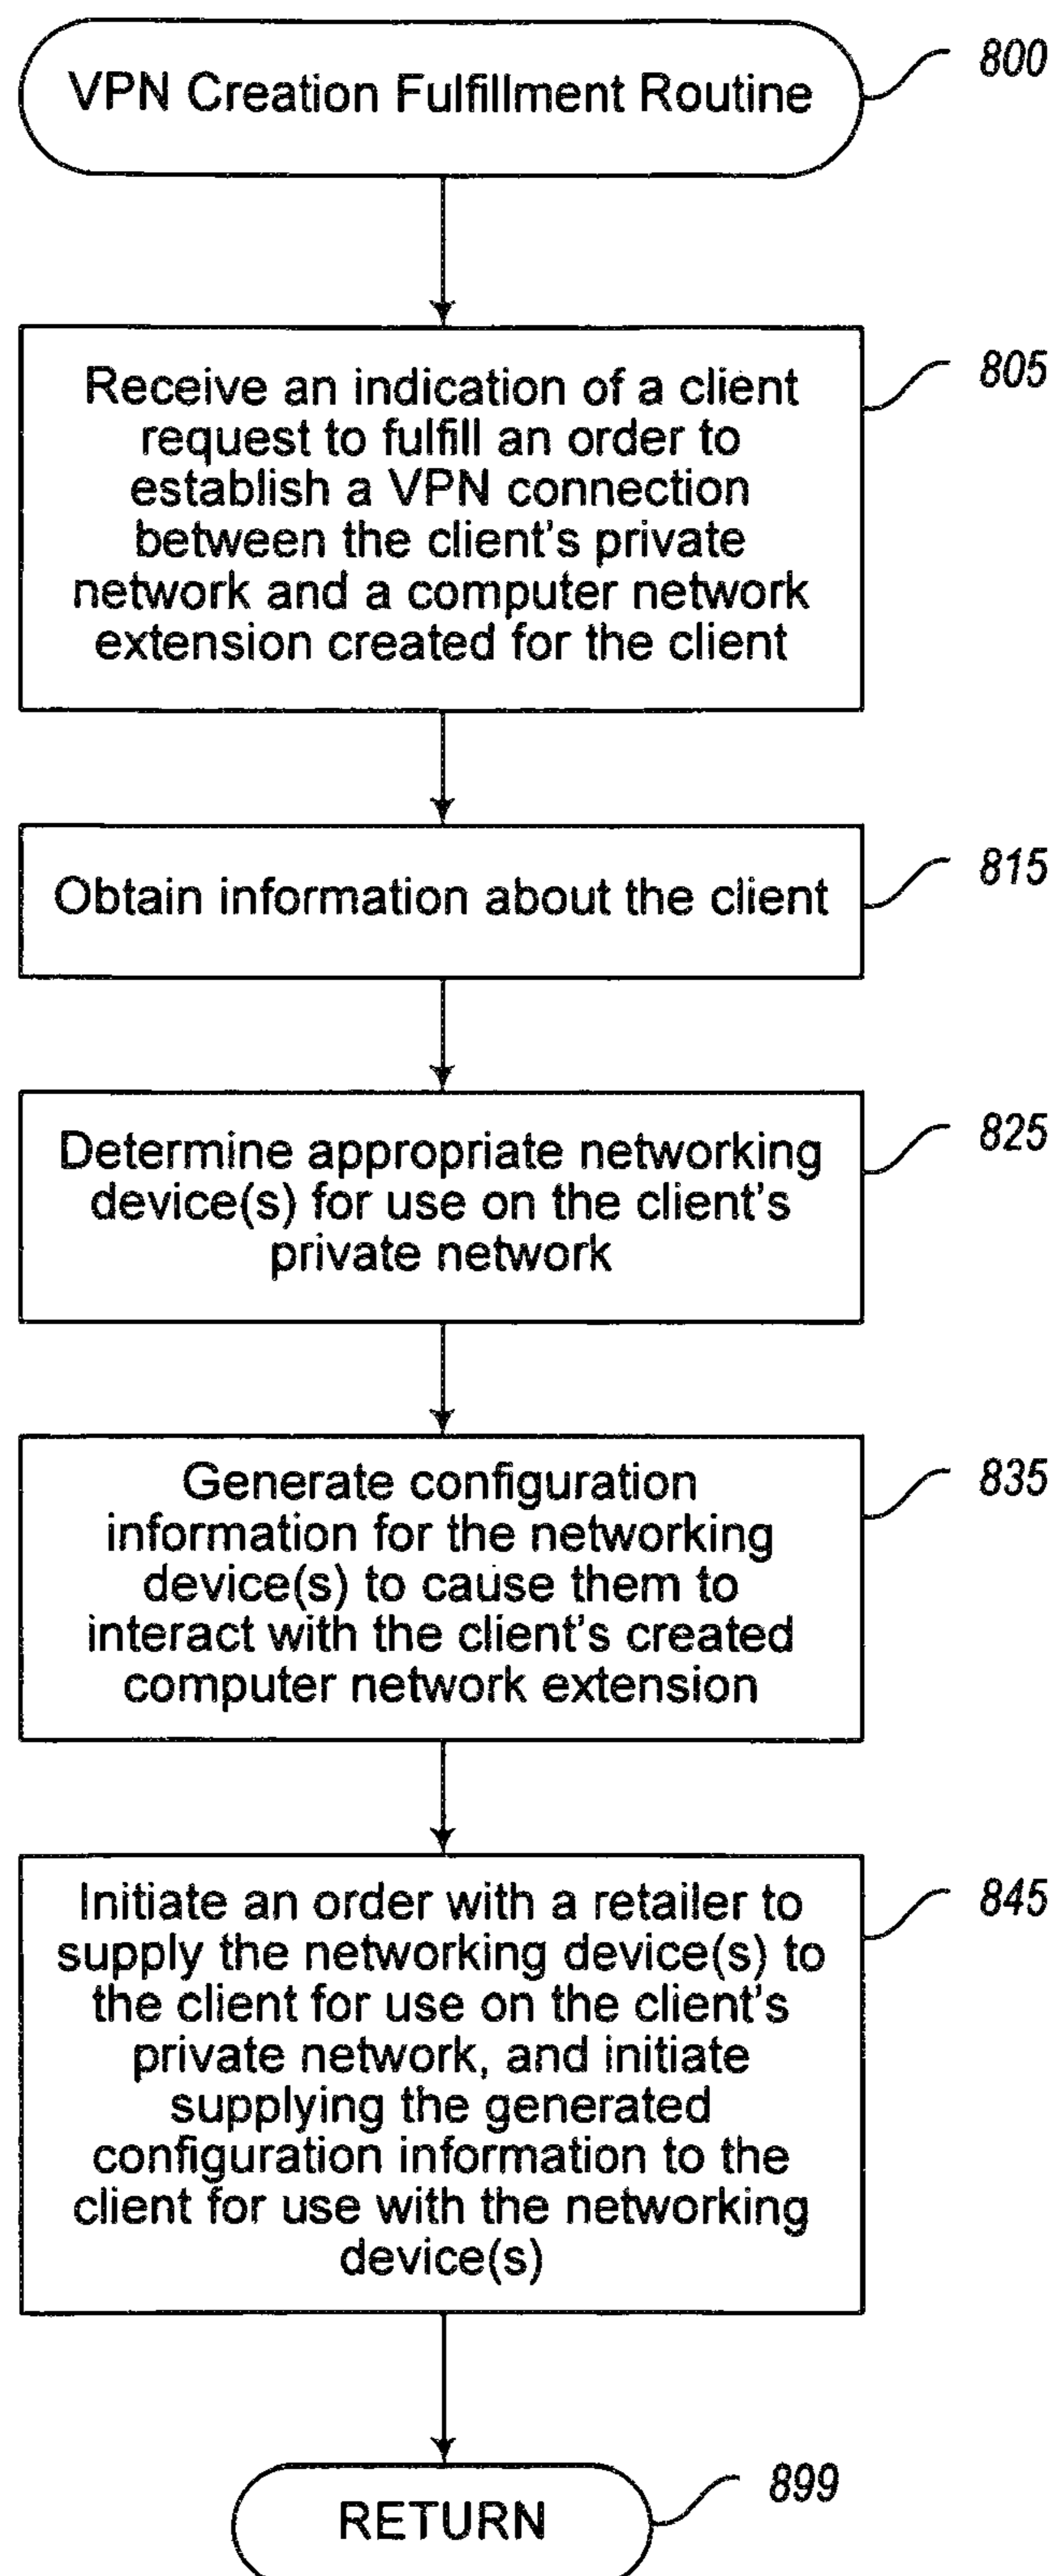 VPN Creation Fulfillment Routine
800
Receive an indication of a client
request to fulfill an order to
establish a VPN connection
between the client's private
network and a computer network
extension created for the client
805
Obtain information about the client
815
Determine appropriate networking
device(s) for use on the client's
private network
825
Generate configuration
information for the networking
device(s) to cause them to
interact with the client's created
computer network extension
835
Initiate an order with a retailer to
supply the networking device(s) to
the client for use on the client's
private network, and initiate
supplying the generated
configuration information to the
client for use with the networking
device(s)
845
RETURN
899